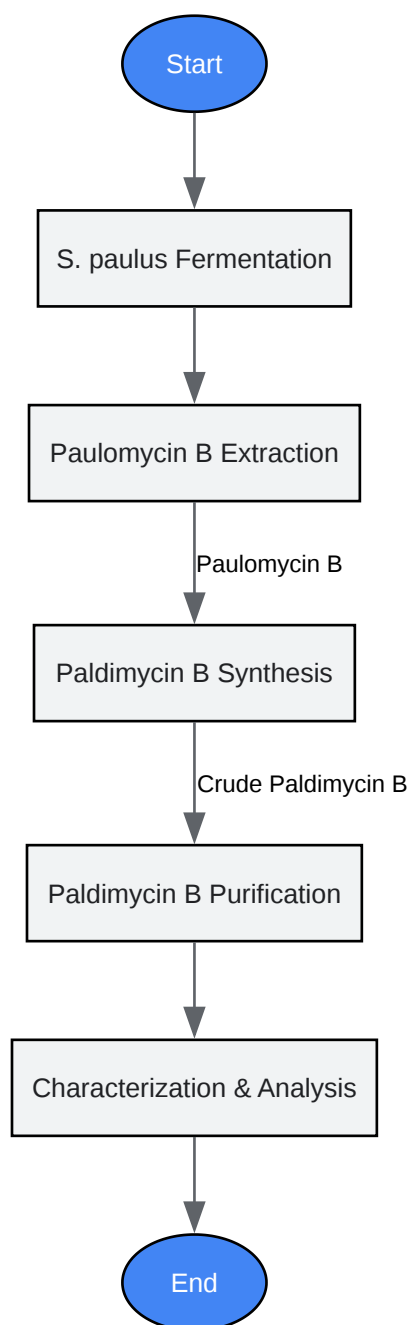 Start
S. paulus Fermentation
Paulomycin B Extraction
Paulomycin B
Paldimycin B Synthesis
Crude Paldimycin B
Paldimycin B Purification
Characterization & Analysis
End